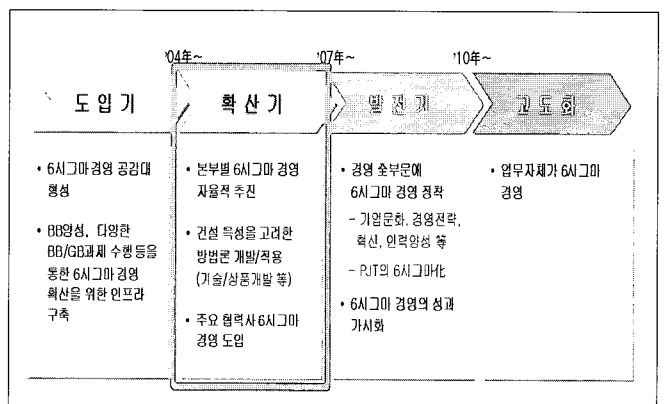 '04年~
'07年~
'10年~
도입기
확산기
발전기
고도화
• 6시그마경영 공감대
형성
• BB양성, 다양한
BB/GB과제 수행등을
통한 6시그마 경영
확산을 위한 인프라
구축
• 본부별 6시그마 경영
자율적 추진
• 건설 특성을 고려한
방법론 개발/적용
(기술/상품개발 등)
• 주요 협력사 6시그마
경영 도입
• 경영 全부문에
6시그마 경영 정착
- 기업문화, 경영전략,
혁신, 인력양성 等
- PJT의 6시그마化
• 6시그마 경영의 성과
가시화
• 업무자체가 6시그마
경영